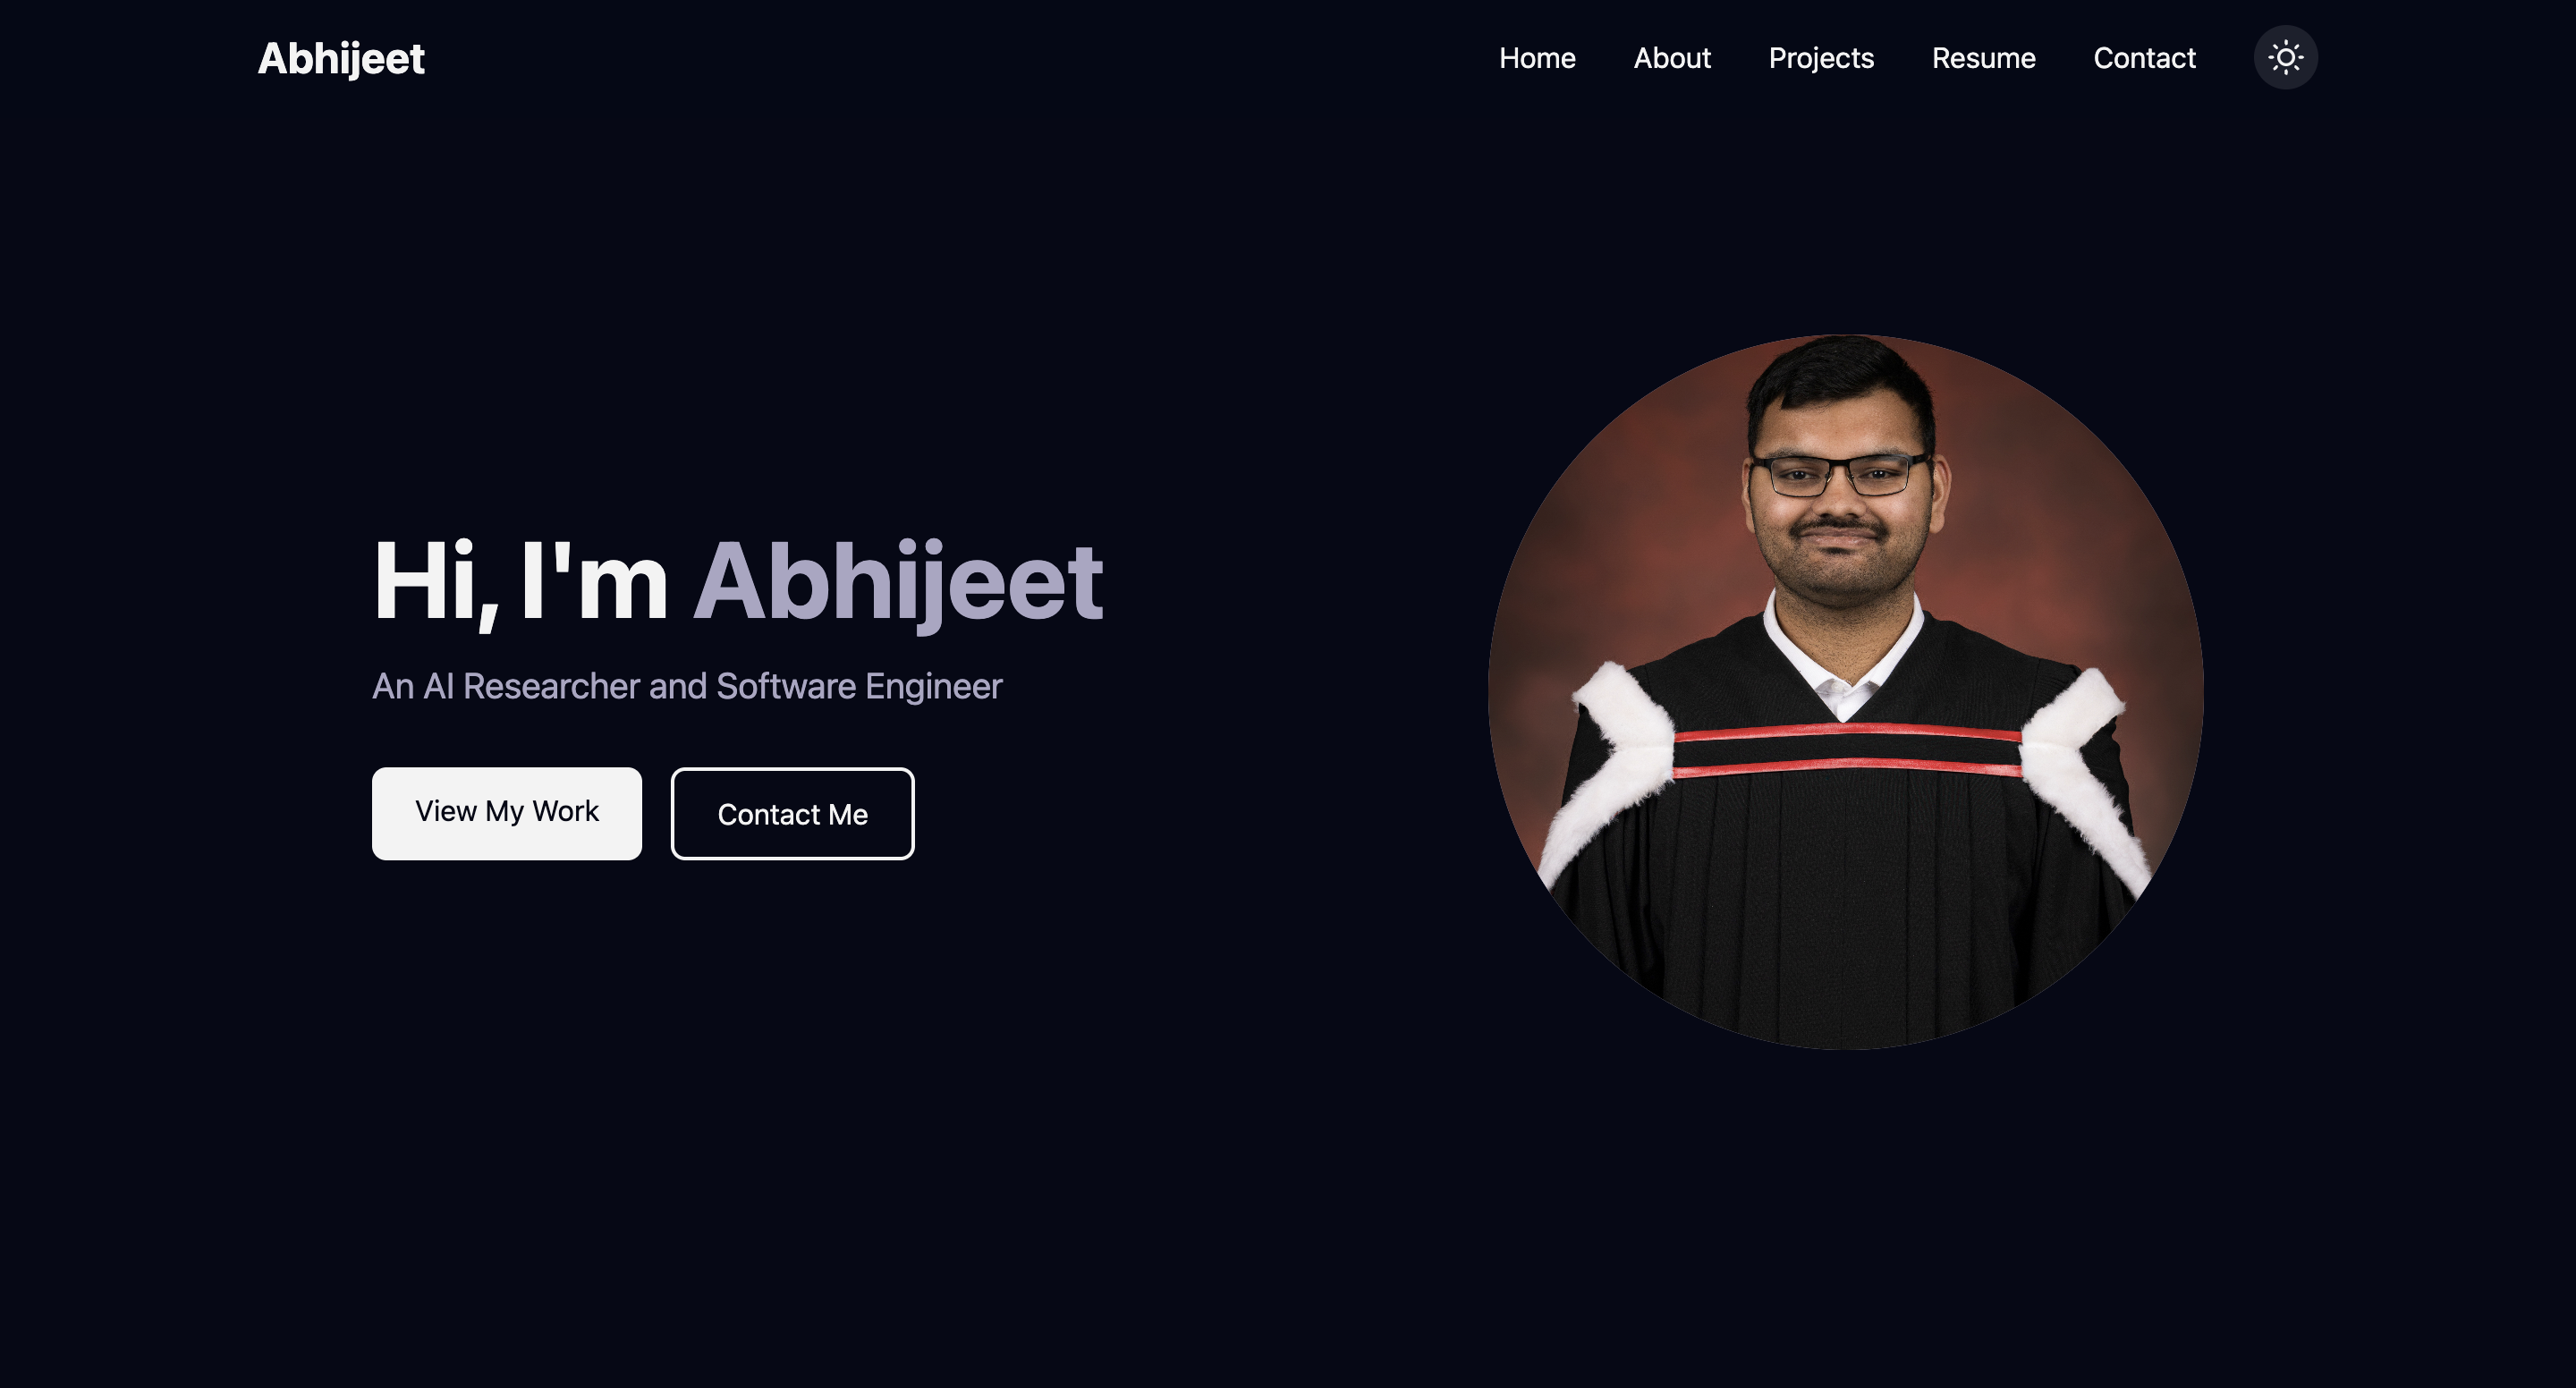 Abhijeet
Home About Projects Resume Contact
Hi, I'm Abhijeet
An AI Researcher and Software Engineer
View My Work Contact Me